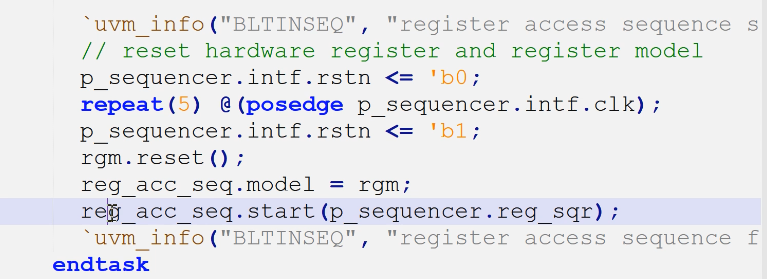 `uvm_info("BLTINSEQ", "register access sequence s
// reset hardware register and register model
p_sequencer.intf.rstn <= 'b0;
repeat(5) @(posedge p_sequencer.intf.clk);
p_sequencer.intf.rstn <= 'b1;
rgm.reset();
reg_acc_seq.model = rgm;
reg_acc_seq.start(p_sequencer.reg_sqr);
`uvm_info("BLTINSEQ", "register access sequence f
endtask